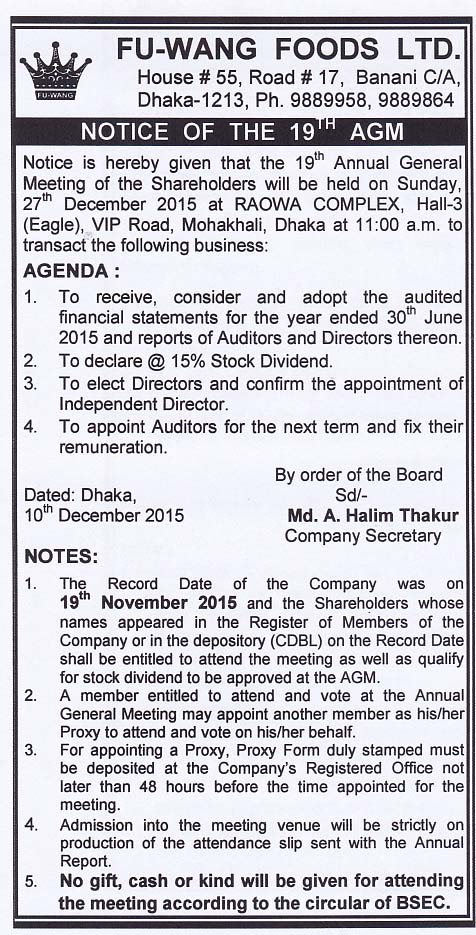 FU-WANG FOODS LTD.
FU-WANG
House # 55, Road # 17, Banani C/A,
Dhaka-1213, Ph. 9889958, 9889864
NOTICE OF THE 19TH AGM
Notice is hereby given that the 19th Annual General
Meeting of the Shareholders will be held on Sunday,
27th December 2015 at RAOWA COMPLEX, Hall-3
(Eagle), VIP Road, Mohakhali, Dhaka at 11:00 a.m. to
transact the following business:
AGENDA :
1. To receive, consider and adopt the audited
financial statements for the year ended 30th June
2015 and reports of Auditors and Directors thereon.
2. To declare @ 15% Stock Dividend.
3. To elect Directors and confirm the appointment of
Independent Director.
4. To appoint Auditors for the next term and fix their
remuneration.
By order of the Board
Dated: Dhaka, Sd/-
10th December 2015 Md. A. Halim Thakur
Company Secretary
NOTES:
1. The Record Date of the Company was on
19th November 2015 and the Shareholders whose
names appeared in the Register of Members of the
Company or in the depository (CDBL) on the Record Date
shall be entitled to attend the meeting as well as qualify
for stock dividend to be approved at the AGM.
2. A member entitled to attend and vote at the Annual
General Meeting may appoint another member as his/her
Proxy to attend and vote on his/her behalf.
3. For appointing a Proxy, Proxy Form duly stamped must
be deposited at the Company's Registered Office not
later than 48 hours before the time appointed for the
meeting.
4. Admission into the meeting venue will be strictly on
production of the attendance slip sent with the Annual
Report.
5. No gift, cash or kind will be given for attending
the meeting according to the circular of BSEC.